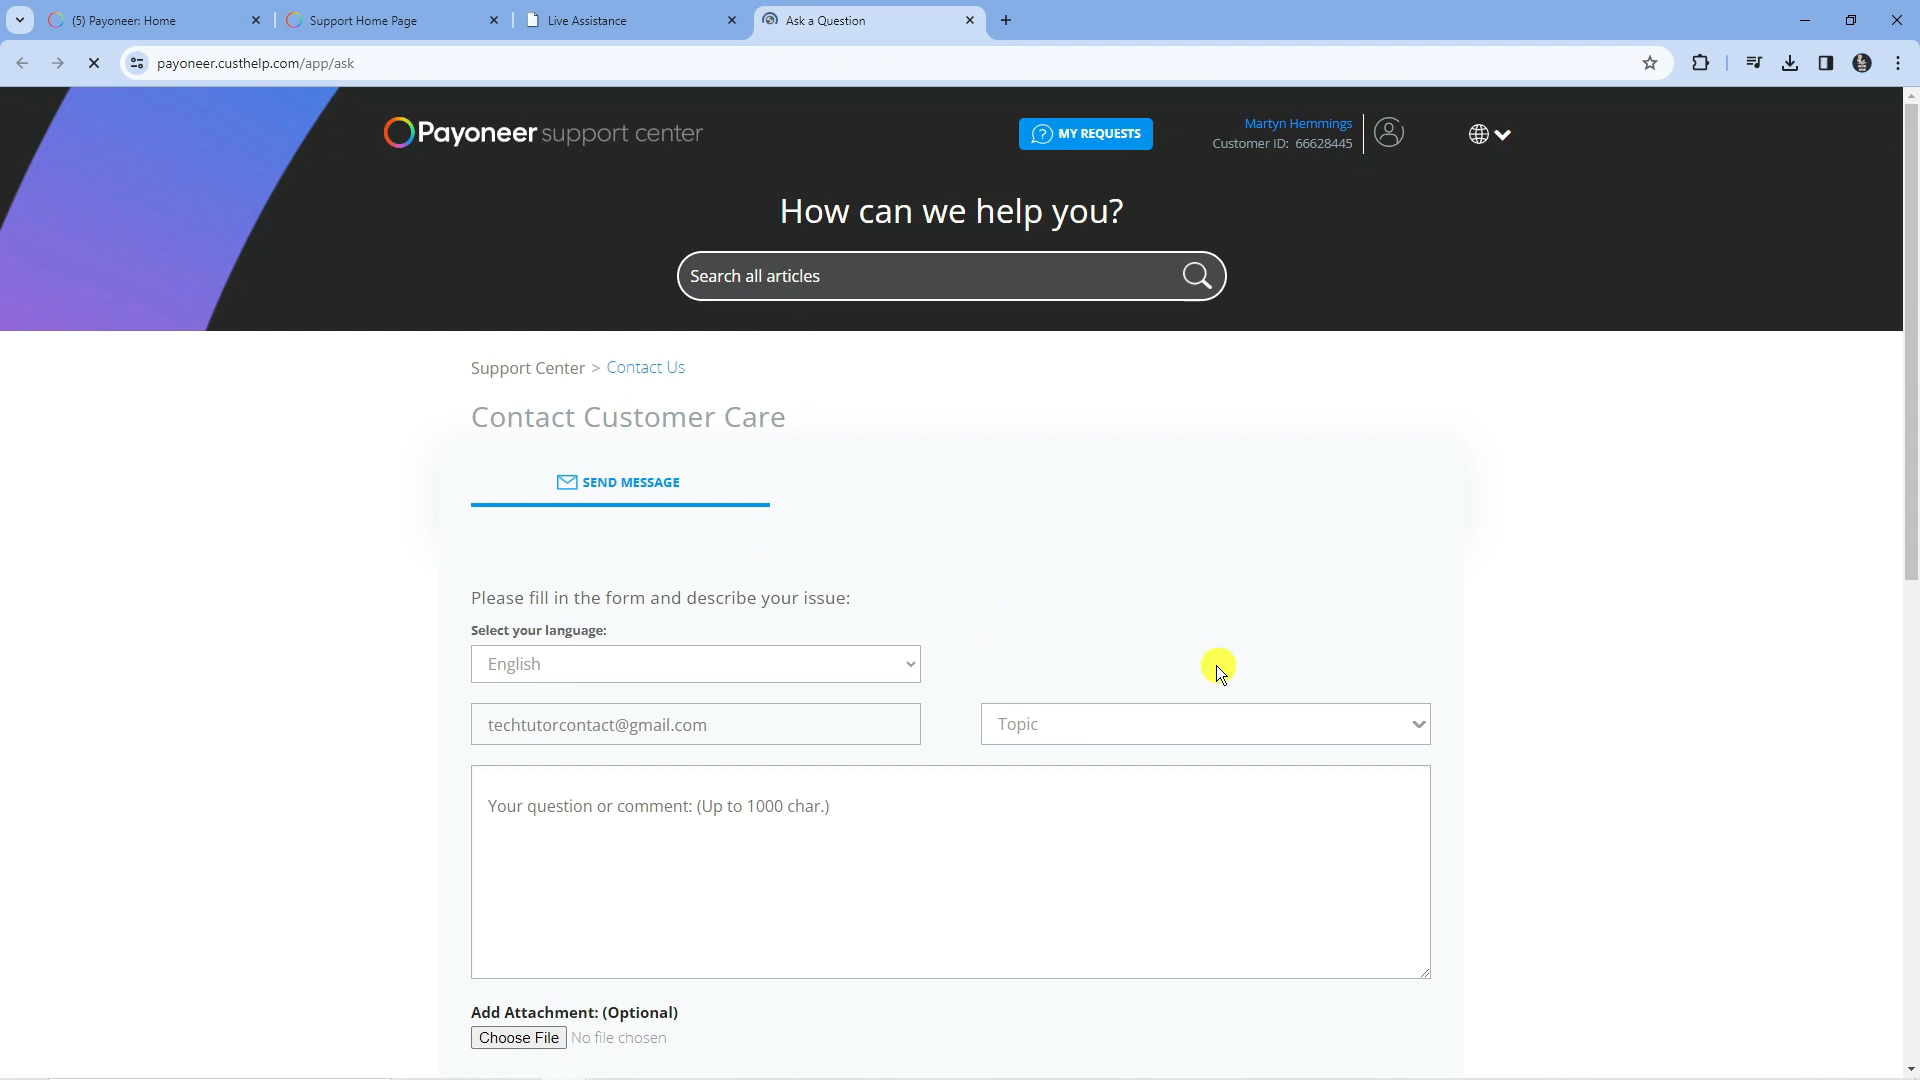 (5) Payoneer: Home
Support Home Page
Live Assistance
Ask a Question
payoneer.custhelp.com/app/ask
Payoneer support center
MY REQUESTS
Martyn Hemmings
Customer ID: 66628445
How can we help you?
Search all articles
Support Center > Contact Us
Contact Customer Care
SEND MESSAGE
Please fill in the form and describe your issue:
Select your language:
English
techtutorcontact@gmail.com
Topic
Your question or comment: (Up to 1000 char.)
Add Attachment: (Optional)
Choose File No file chosen